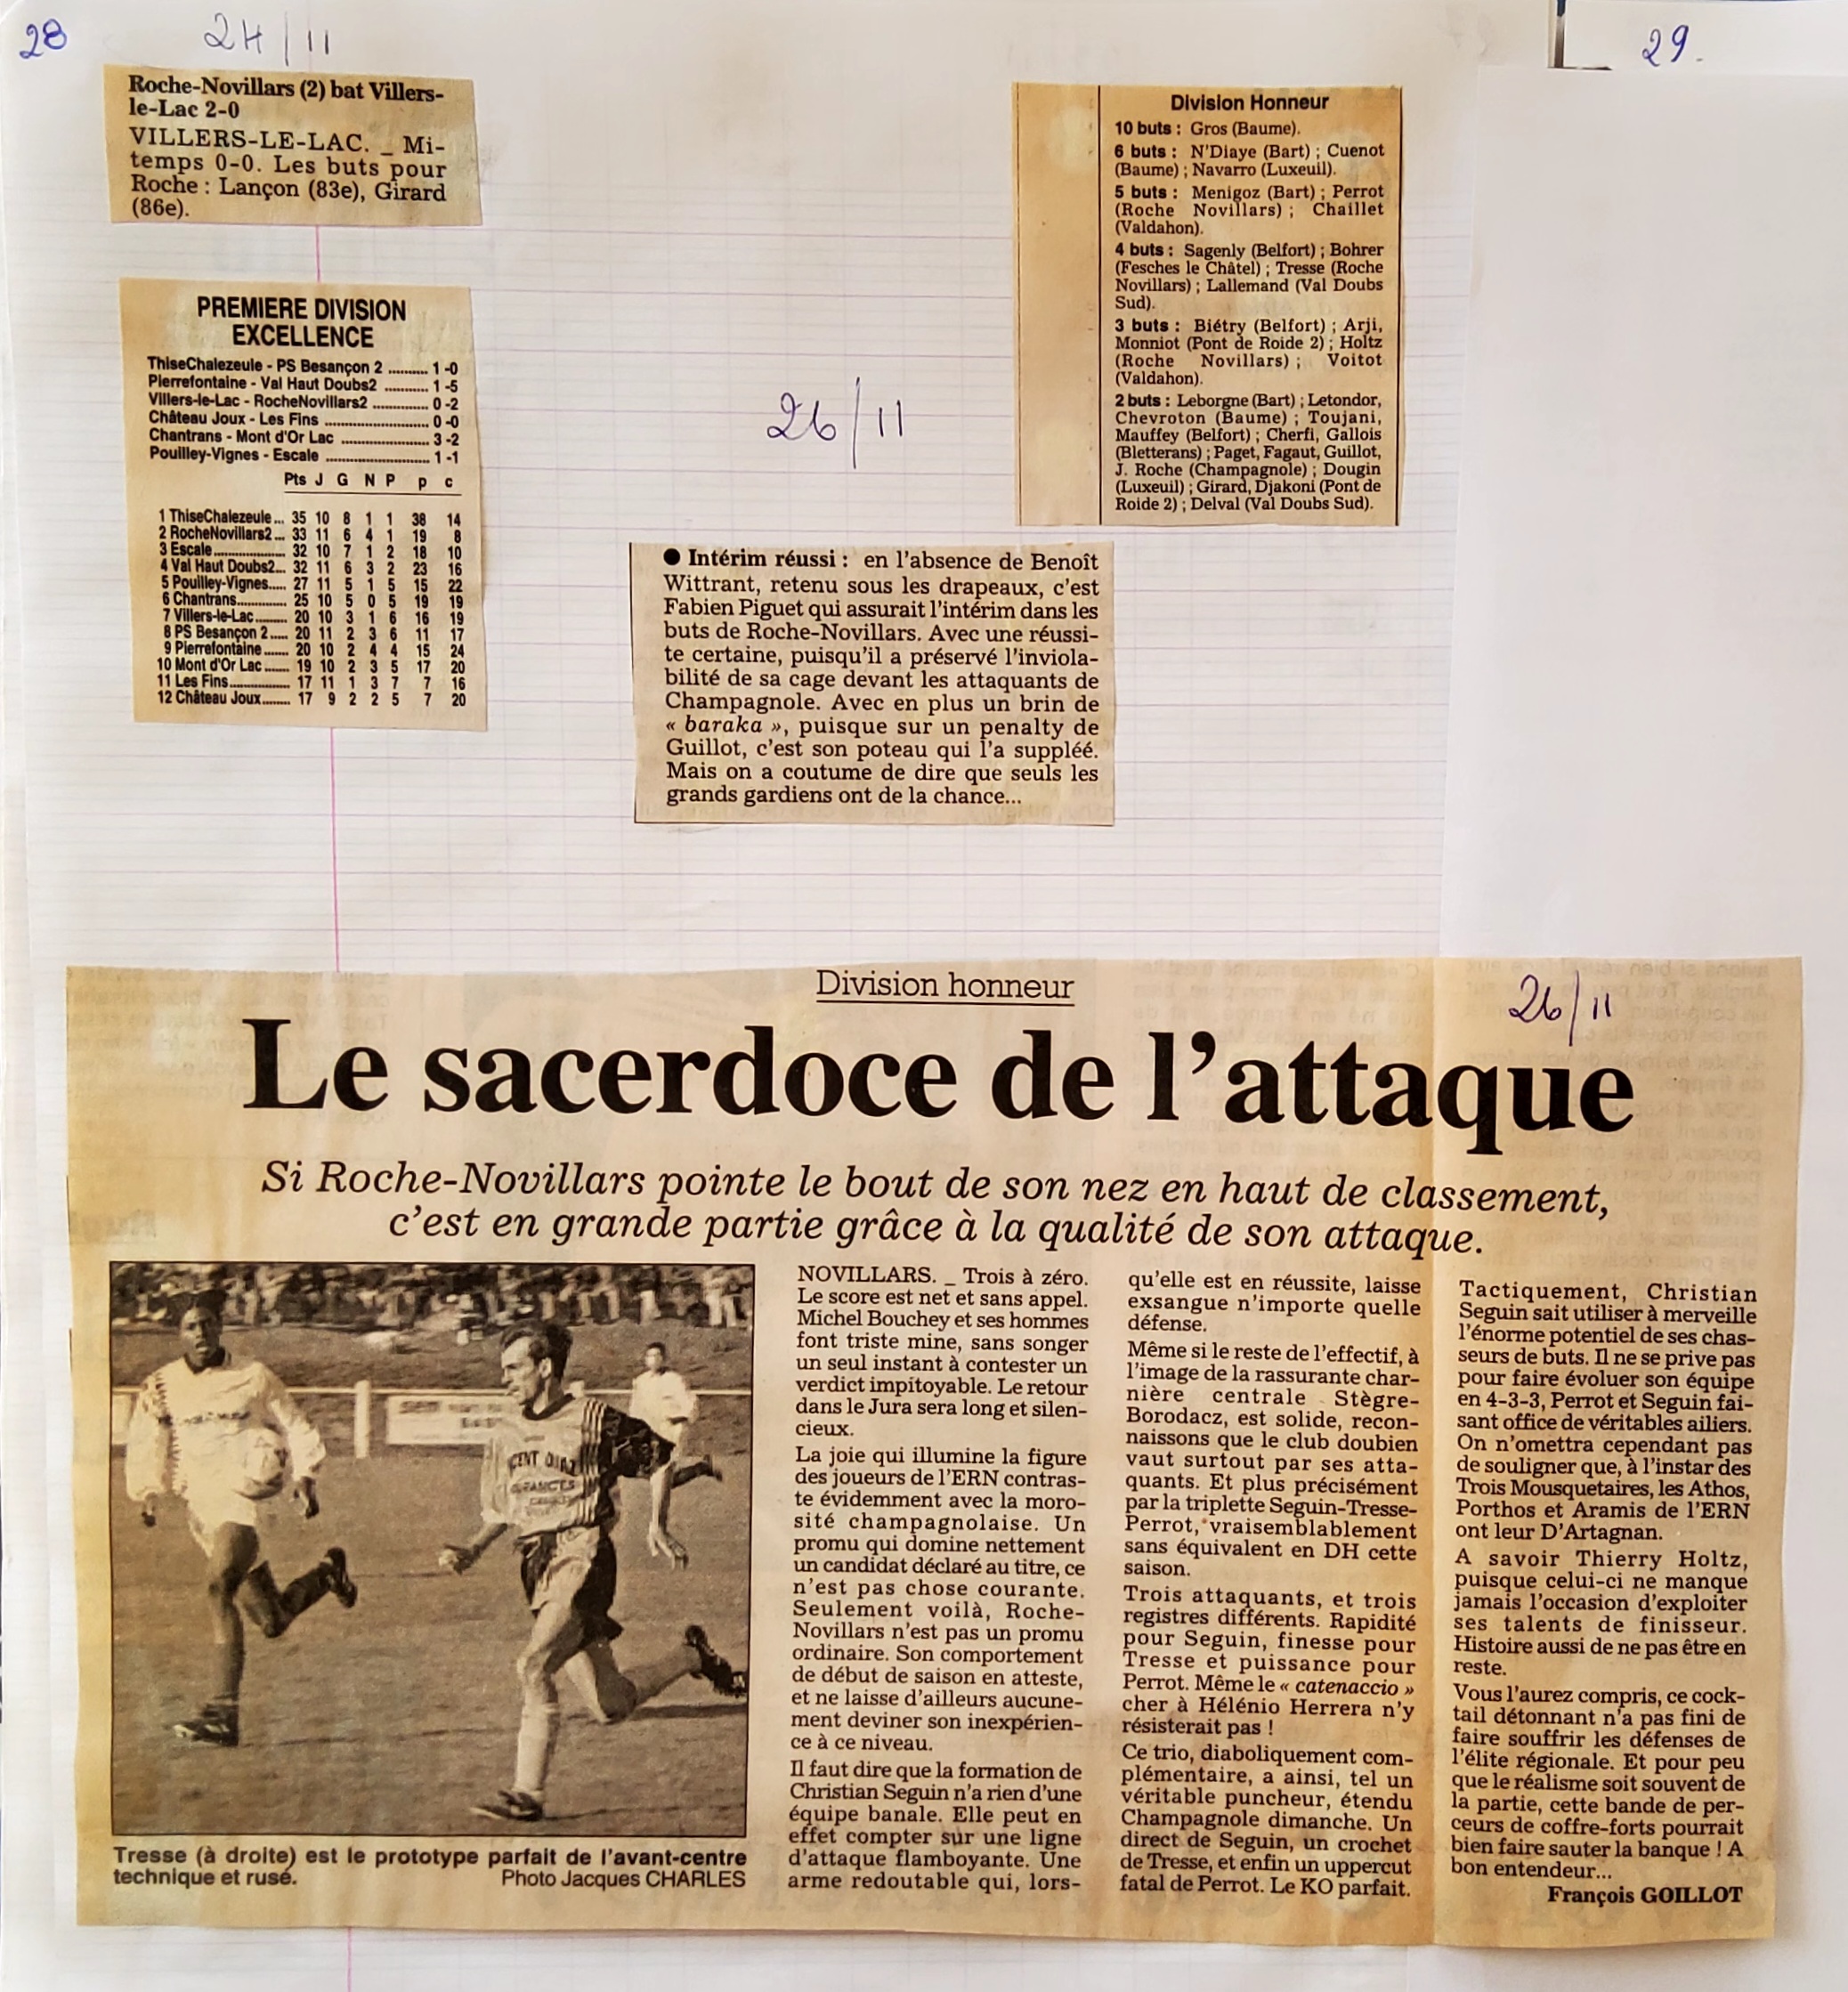 28
24/11
29.
Roche-Novillars (2) bat Villers-
le-Lac 2-0
VILLERS-LE-LAC. _ Mi-
temps 0-0. Les buts pour
Roche : Lançon (83e), Girard
(86e).
PREMIERE DIVISION
EXCELLENCE
ThiseChalezeule - PS Besançon 2 .......... 1 -0
Pierrefontaine - Val Haut Doubs2 ........... 1 -5
Villers-le-Lac - RocheNovillars2 .............. 0 -2
Château Joux - Les Fins .......................... 0 -0
Chantrans - Mont d'Or Lac ...................... 3 -2
Pouilley-Vignes - Escale .......................... 1 -1
Pts J G N P p c
1 ThiseChalezeule ... 35 10 8 1 1 38 14
2 RocheNovillars2 ... 33 11 6 4 1 19 8
3 Escale .................. 32 10 7 1 2 18 10
4 Val Haut Doubs2... 32 11 6 3 2 23 16
5 Pouilley-Vignes..... 27 11 5 1 5 15 22
6 Chantrans............. 25 10 5 0 5 19 19
7 Villers-le-Lac ........ 20 10 3 1 6 16 19
8 PS Besançon 2 ..... 20 11 2 3 6 11 17
9 Pierrefontaine ....... 20 10 2 4 4 15 24
10 Mont d'Or Lac ...... 19 10 2 3 5 17 20
11 Les Fins............... 17 11 1 3 7 7 16
12 Château Joux........ 17 9 2 2 5 7 20
26/11
Division Honneur
10 buts : Gros (Baume).
6 buts : N'Diaye (Bart) ; Cuenot
(Baume) ; Navarro (Luxeuil).
5 buts : Menigoz (Bart) ; Perrot
(Roche Novillars) ; Chaillet
(Valdahon).
4 buts : Sagenly (Belfort) ; Bohrer
(Fesches le Châtel) ; Tresse (Roche
Novillars) ; Lallemand (Val Doubs
Sud).
3 buts : Biétry (Belfort) ; Arji,
Monniot (Pont de Roide 2) ; Holtz
(Roche Novillars) ; Voitot
(Valdahon).
2 buts : Leborgne (Bart) ; Letondor,
Chevroton (Baume) ; Toujani,
Mauffey (Belfort) ; Cherfi, Gallois
(Bletterans) ; Paget, Fagaut, Guillot,
J. Roche (Champagnole) ; Dougin
(Luxeuil) ; Girard, Djakoni (Pont de
Roide 2) ; Delval (Val Doubs Sud).
● Intérim réussi : en l'absence de Benoît
Wittrant, retenu sous les drapeaux, c'est
Fabien Piguet qui assurait l'intérim dans les
buts de Roche-Novillars. Avec une réussi-
te certaine, puisqu'il a préservé l'inviola-
bilité de sa cage devant les attaquants de
Champagnole. Avec en plus un brin de
« baraka », puisque sur un penalty de
Guillot, c'est son poteau qui l'a suppléé.
Mais on a coutume de dire que seuls les
grands gardiens ont de la chance...
Division honneur
26/11
Le sacerdoce de l'attaque
Si Roche-Novillars pointe le bout de son nez en haut de classement,
c'est en grande partie grâce à la qualité de son attaque.
Tresse (à droite) est le prototype parfait de l'avant-centre
technique et rusé.
Photo Jacques CHARLES
NOVILLARS. _ Trois à zéro.
Le score est net et sans appel.
Michel Bouchey et ses hommes
font triste mine, sans songer
un seul instant à contester un
verdict impitoyable. Le retour
dans le Jura sera long et silen-
cieux.
La joie qui illumine la figure
des joueurs de l'ERN contras-
te évidemment avec la moro-
sité champagnolaise. Un
promu qui domine nettement
un candidat déclaré au titre, ce
n'est pas chose courante.
Seulement voilà, Roche-
Novillars n'est pas un promu
ordinaire. Son comportement
de début de saison en atteste,
et ne laisse d'ailleurs aucune-
ment deviner son inexpérien-
ce à ce niveau.
Il faut dire que la formation de
Christian Seguin n'a rien d'une
équipe banale. Elle peut en
effet compter sur une ligne
d'attaque flamboyante. Une
arme redoutable qui, lors-
qu'elle est en réussite, laisse
exsangue n'importe quelle
défense.
Même si le reste de l'effectif, à
l'image de la rassurante char-
nière centrale Stègre-
Borodacz, est solide, recon-
naissons que le club doubien
vaut surtout par ses atta-
quants. Et plus précisément
par la triplette Seguin-Tresse-
Perrot, vraisemblablement
sans équivalent en DH cette
saison.
Trois attaquants, et trois
registres différents. Rapidité
pour Seguin, finesse pour
Tresse et puissance pour
Perrot. Même le « catenaccio »
cher à Hélénio Herrera n'y
résisterait pas !
Ce trio, diaboliquement com-
plémentaire, a ainsi, tel un
véritable puncheur, étendu
Champagnole dimanche. Un
direct de Seguin, un crochet
de Tresse, et enfin un uppercut
fatal de Perrot. Le KO parfait.
Tactiquement, Christian
Seguin sait utiliser à merveille
l'énorme potentiel de ses chas-
seurs de buts. Il ne se prive pas
pour faire évoluer son équipe
en 4-3-3, Perrot et Seguin fai-
sant office de véritables ailiers.
On n'omettra cependant pas
de souligner que, à l'instar des
Trois Mousquetaires, les Athos,
Porthos et Aramis de l'ERN
ont leur D'Artagnan.
A savoir Thierry Holtz,
puisque celui-ci ne manque
jamais l'occasion d'exploiter
ses talents de finisseur.
Histoire aussi de ne pas être en
reste.
Vous l'aurez compris, ce cock-
tail détonnant n'a pas fini de
faire souffrir les défenses de
l'élite régionale. Et pour peu
que le réalisme soit souvent de
la partie, cette bande de per-
ceurs de coffre-forts pourrait
bien faire sauter la banque ! A
bon entendeur...
François GOILLOT